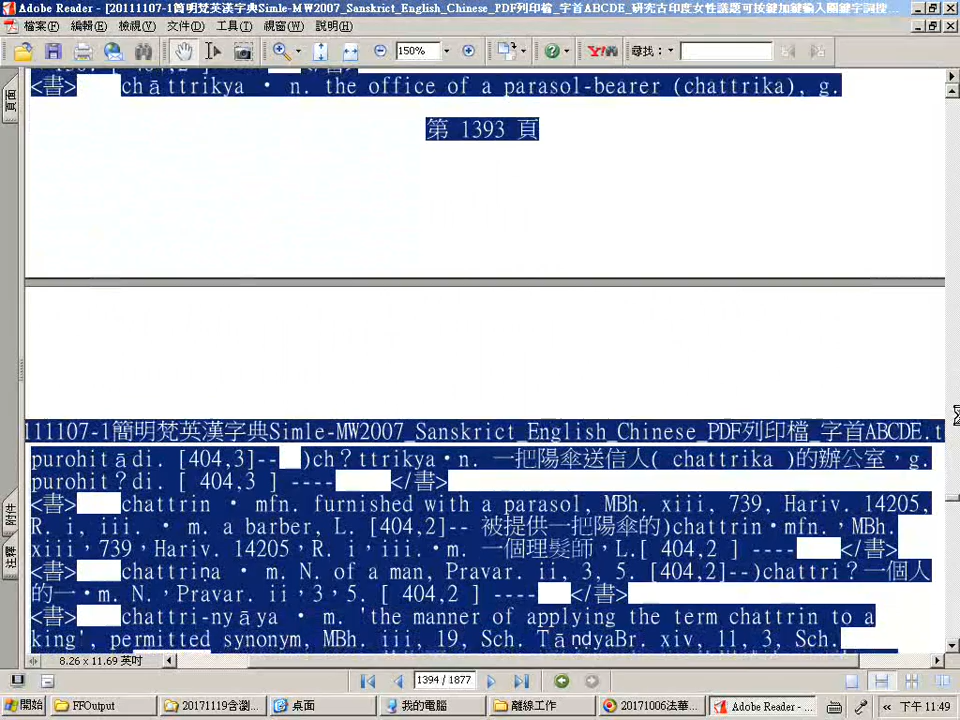 Adobe Reader - [20111107-1簡明梵英漢字典Simle-MW2007_Sanskrict_English_Chinese_PDF列印檔_字首ABCDE_研究古印度女性議題可按鍵加鍵輸入關鍵字詞搜...
檔案(F) 編輯(E) 檢視(V) 文件(D) 工具(T) 視窗(W) 說明(H)
150% 尋找:
頁面
<書> chāttrikya · n. the office of a parasol-bearer (chattrika), g.
第 1393 頁
111107-1簡明梵英漢字典Simle-MW2007_Sanskrict_English_Chinese_PDF列印檔_字首ABCDE.t
purohitādi. [404,3]-- )ch?ttrikya·n. 一把陽傘送信人( chattrika )的辦公室,g.
purohit?di. [ 404,3 ] ---- </書>
<書> chattrin · mfn. furnished with a parasol, MBh. xiii, 739, Hariv. 14205,
R. i, iii. · m. a barber, L. [404,2]-- 被提供一把陽傘的)chattrin·mfn.,MBh.
xiii,739,Hariv. 14205,R. i,iii.·m. 一個理髮師,L.[ 404,2 ] ---- </書>
<書> chattriṇa · m. N. of a man, Pravar. ii, 3, 5. [404,2]--)chattri?一個人
的一·m. N.,Pravar. ii,3,5. [ 404,2 ] ---- </書>
<書> chattri-nyāya · m. 'the manner of applying the term chattrin to a
king', permitted synonym, MBh. iii, 19, Sch. TāṇdyaBr. xiv, 11, 3, Sch.
附件
注釋
8.26 x 11.69 英吋
1394 / 1877
開始 FFOutput 20171119含瀏... 桌面 我的電腦 離線工作 20171006法華... Adobe Reader - [... 下午 11:49